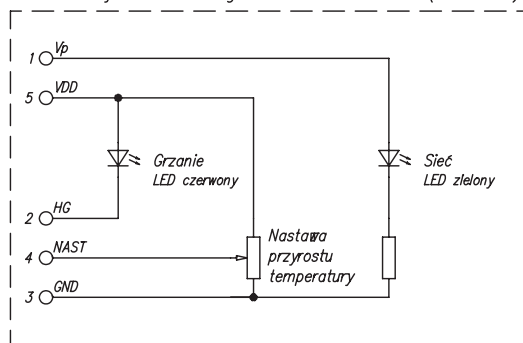 1 Vp
5 VDD
Grzanie
LED czerwony
Sieć
LED zielony
2 HG
4 NAST
Nastawa
przyrostu
temperatury
3 GND